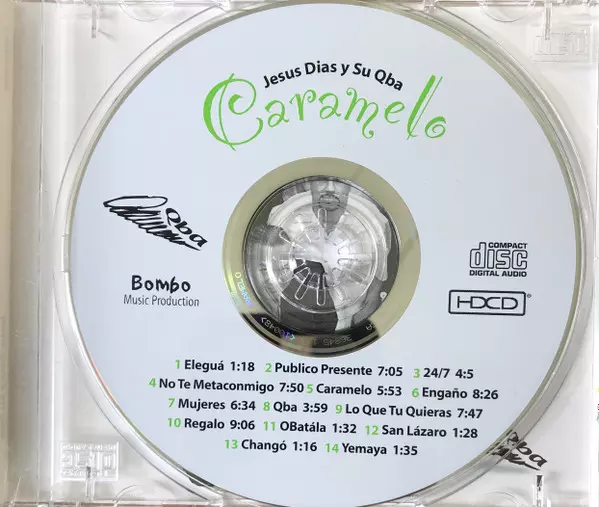 Jesus Dias y Su Qba
Caramelo
Qba
COMPACT
disc
DIGITAL AUDIO
Bombo
Music Production
HDCD
1 Eleguá 1:18 2 Publico Presente 7:05 3 24/7 4:5
4 No Te Metaconmigo 7:50 5 Caramelo 5:53 6 Engaño 8:26
7 Mujeres 6:34 8 Qba 3:59 9 Lo Que Tu Quieras 7:47
10 Regalo 9:06 11 OBatála 1:32 12 San Lázaro 1:28
13 Changó 1:16 14 Yemaya 1:35
Qba